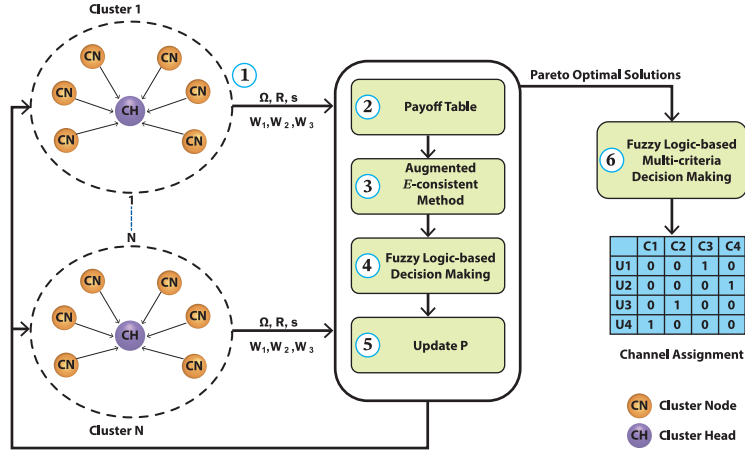 Cluster 1
CN
CN
CN
CN
CH
CN
CN
1
Ω, R, s
W1,W2,W3
1
N
CN
CN
CN
CN
CH
CN
CN
Ω, R, s
W1,W2,W3
Cluster N
2 Payoff Table
3 Augmented
E-consistent
Method
4 Fuzzy Logic-based
Decision Making
5 Update P
Pareto Optimal Solutions
6 Fuzzy Logic-based
Multi-criteria
Decision Making
C1 C2 C3 C4
U1 0 0 1 0
U2 0 0 0 1
U3 0 1 0 0
U4 1 0 0 0
Channel Assignment
CN Cluster Node
CH Cluster Head